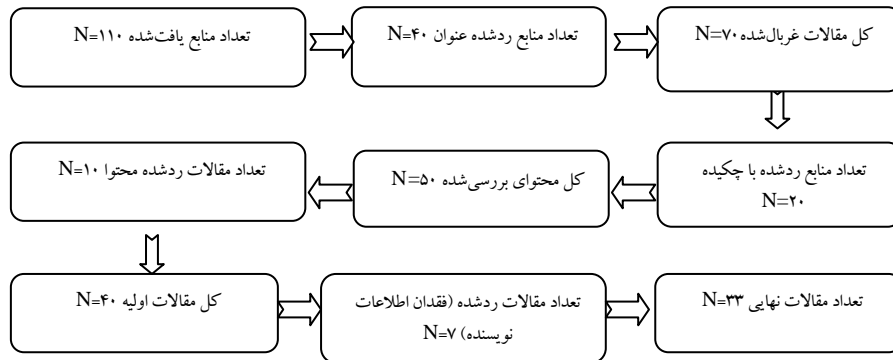 تعداد منابع یافت‌شده N=۱۱۰
تعداد منابع ردشده عنوان N=۴۰
کل مقالات غربال‌شده N=۷۰
تعداد منابع ردشده با چکیده
N=۲۰
کل محتوای بررسی‌شده N=۵۰
تعداد مقالات ردشده محتوا N=۱۰
کل مقالات اولیه N=۴۰
تعداد مقالات ردشده (فقدان اطلاعات
نویسنده) N=۷
تعداد مقالات نهایی N=۳۳